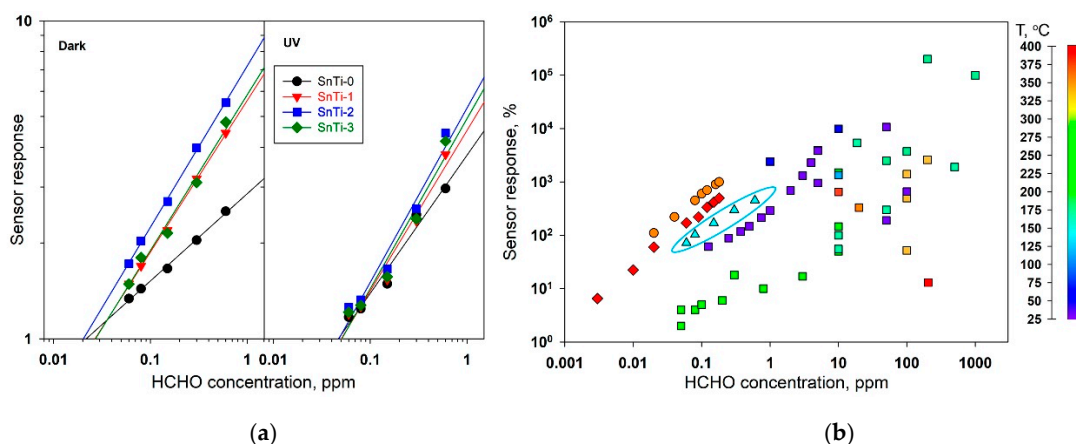 Dark
UV
SnTi-0
SnTi-1
SnTi-2
SnTi-3
10
1
Sensor response
0.01 0.1 1 0.01 0.1 1
HCHO concentration, ppm
(a)
T, °C
10⁶
10⁵
10⁴
10³
10²
10¹
10⁰
Sensor response, %
0.001 0.01 0.1 1 10 100 1000
HCHO concentration, ppm
400
375
350
325
300
275
250
225
200
175
150
125
100
75
50
25
(b)